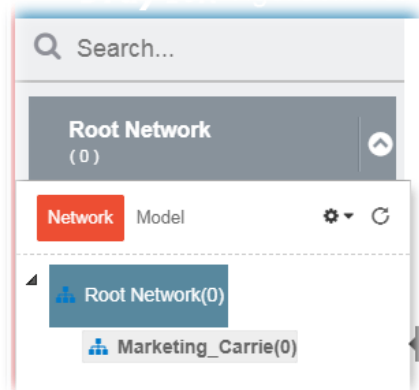 Search...
Root Network
(0)
Network Model
Root Network(0)
Marketing_Carrie(0)